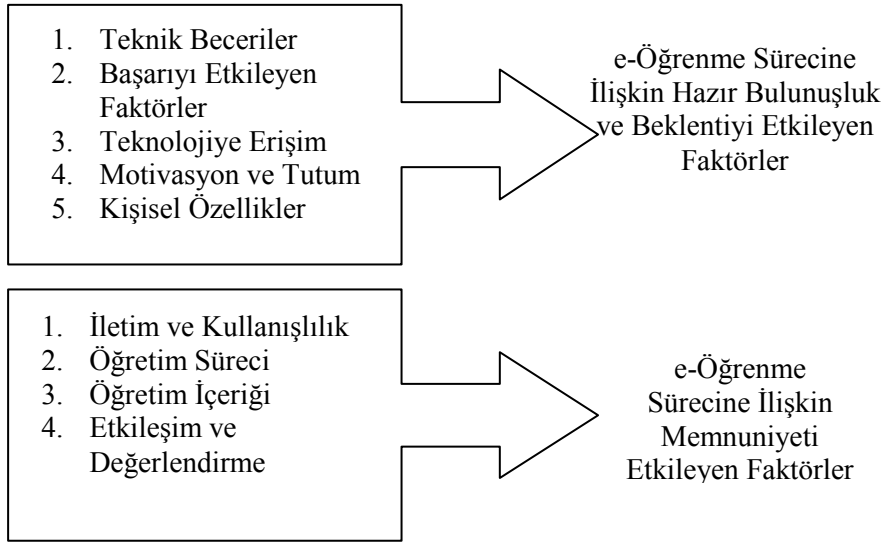 1. Teknik Beceriler
2. Başarıyı Etkileyen
Faktörler
3. Teknolojiye Erişim
4. Motivasyon ve Tutum
5. Kişisel Özellikler
e-Öğrenme Sürecine
İlişkin Hazır Bulunuşluk
ve Beklentiyi Etkileyen
Faktörler
1. İletim ve Kullanışlılık
2. Öğretim Süreci
3. Öğretim İçeriği
4. Etkileşim ve
Değerlendirme
e-Öğrenme
Sürecine İlişkin
Memnuniyeti
Etkileyen Faktörler